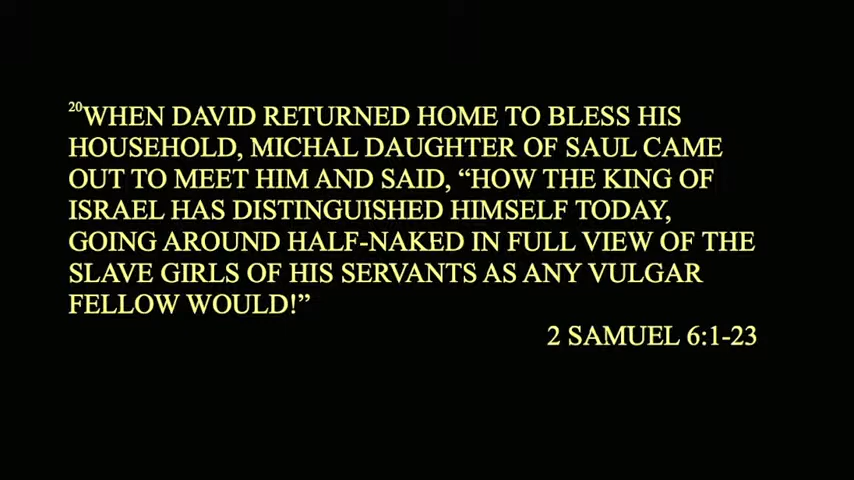 ²⁰WHEN DAVID RETURNED HOME TO BLESS HIS
HOUSEHOLD, MICHAL DAUGHTER OF SAUL CAME
OUT TO MEET HIM AND SAID, “HOW THE KING OF
ISRAEL HAS DISTINGUISHED HIMSELF TODAY,
GOING AROUND HALF-NAKED IN FULL VIEW OF THE
SLAVE GIRLS OF HIS SERVANTS AS ANY VULGAR
FELLOW WOULD!”
2 SAMUEL 6:1-23